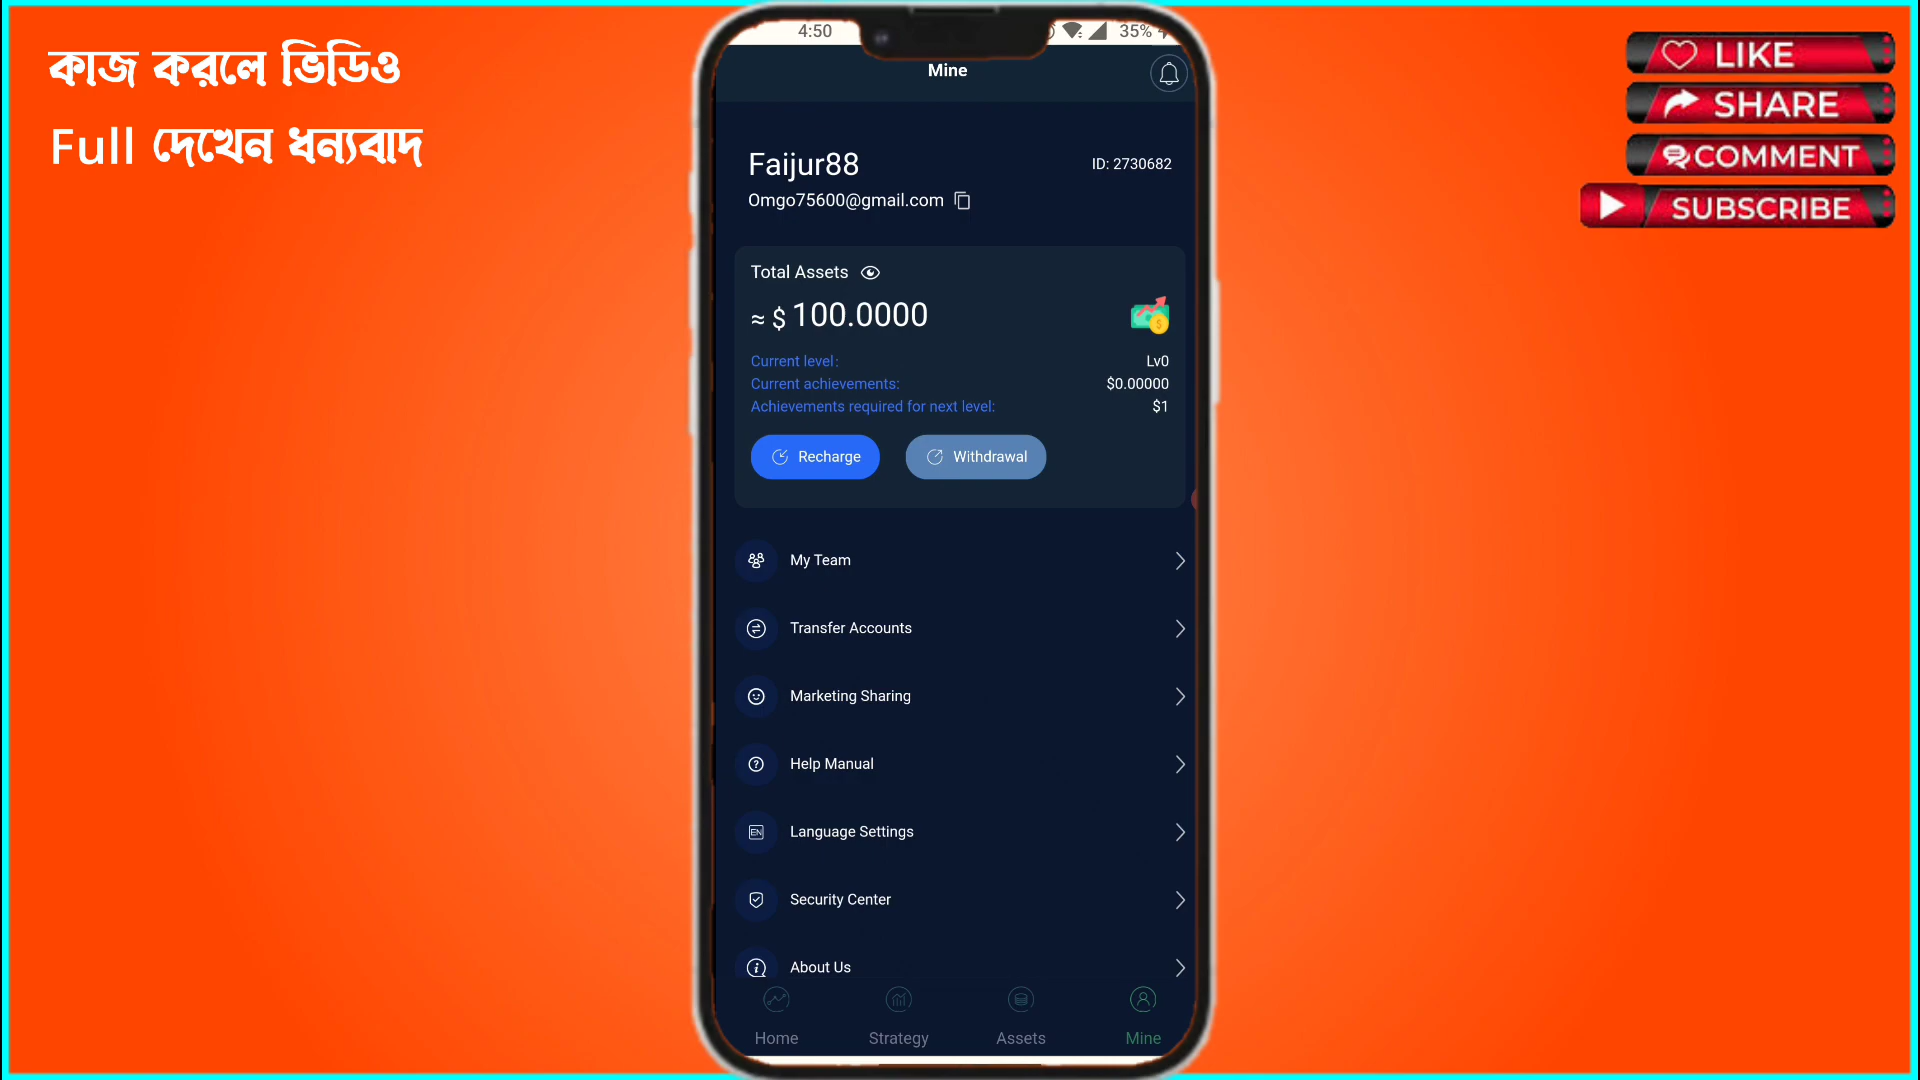 কাজ করলে ভিডিও
Full দেখেন ধন্যবাদ
LIKE
SHARE
COMMENT
SUBSCRIBE
4:50
35%
Mine
Faijur88
ID: 2730682
Omgo75600@gmail.com
Total Assets
≈ $ 100.0000
Current level:
Lv0
Current achievements:
$0.00000
Achievements required for next level:
$1
Recharge
Withdrawal
My Team
Transfer Accounts
Marketing Sharing
Help Manual
EN
Language Settings
Security Center
About Us
Home
Strategy
Assets
Mine